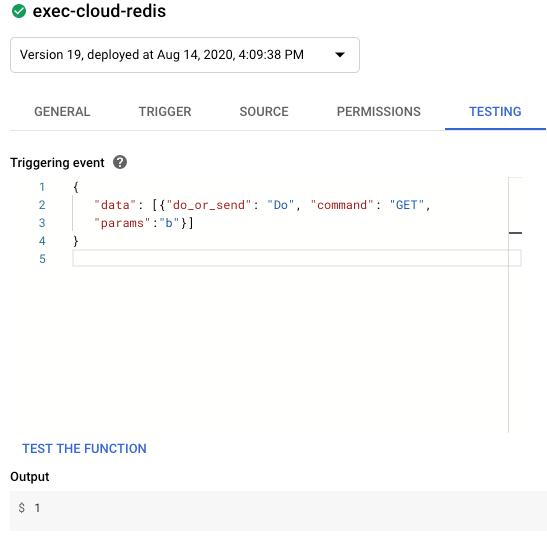 exec-cloud-redis
Version 19, deployed at Aug 14, 2020, 4:09:38 PM
GENERAL TRIGGER SOURCE PERMISSIONS TESTING
Triggering event ?
1 {
2 "data": [{"do_or_send": "Do", "command": "GET",
3 "params":"b"}]
4 }
5
TEST THE FUNCTION
Output
$ 1